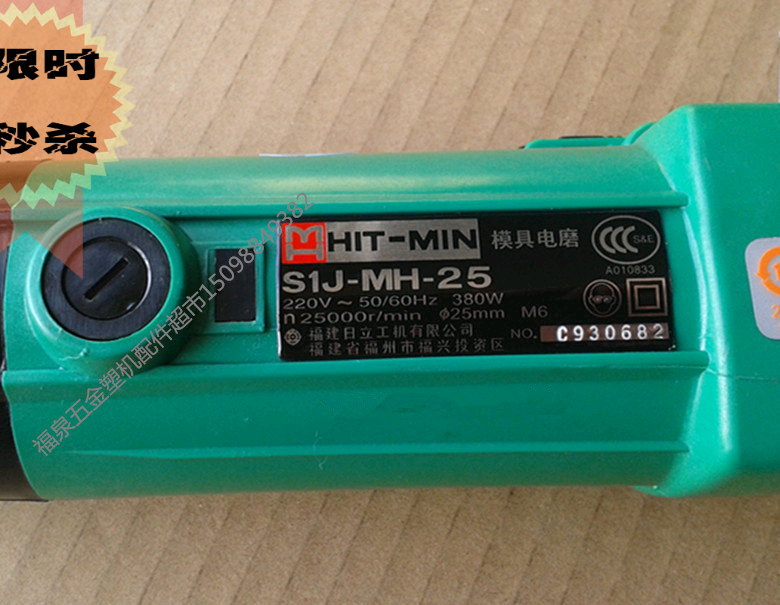 限时
秒杀
HIT-MIN 模具电磨
S1J-MH-25
220V ~ 50/60Hz 380W
n 25000r/min ϕ25mm M6
福建日立工机有限公司
福建省福州市福兴投资区
NO. C930682
CCC S&E
A010833
福泉五金塑机配件超市15098849382